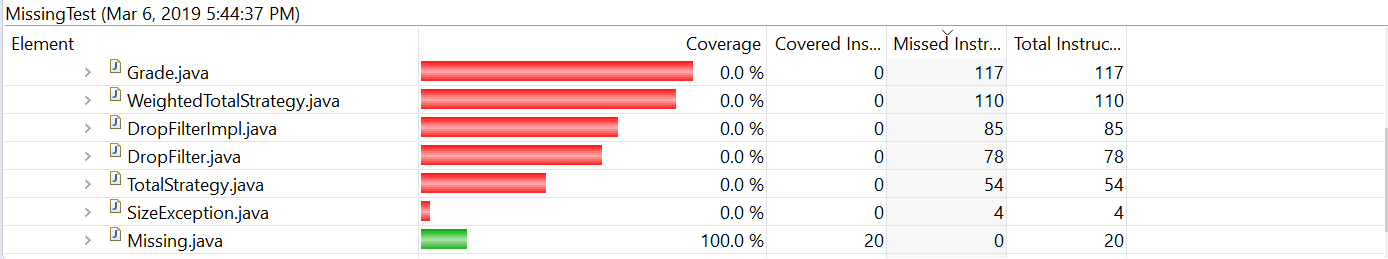 MissingTest (Mar 6, 2019 5:44:37 PM)
Element Coverage Covered Ins... Missed Instr... Total Instruc...
J Grade.java 0.0 % 0 117 117
J WeightedTotalStrategy.java 0.0 % 0 110 110
J DropFilterImpl.java 0.0 % 0 85 85
J DropFilter.java 0.0 % 0 78 78
J TotalStrategy.java 0.0 % 0 54 54
J SizeException.java 0.0 % 0 4 4
J Missing.java 100.0 % 20 0 20